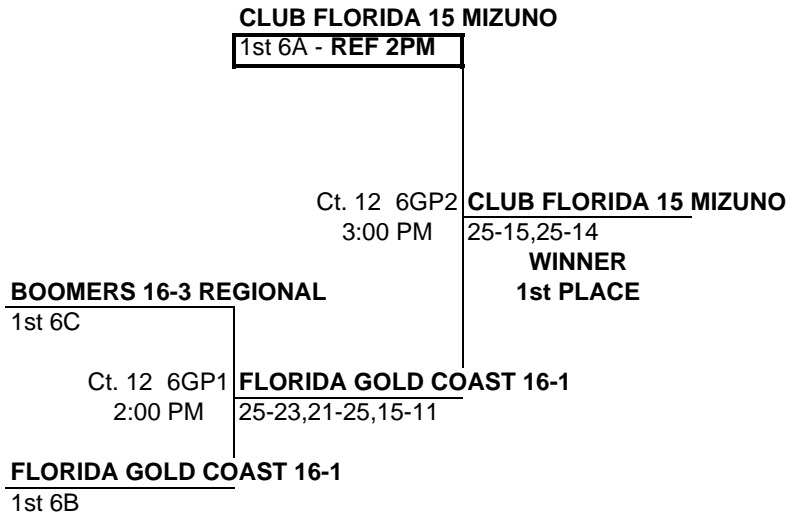 CLUB FLORIDA 15 MIZUNO
1st 6A - REF 2PM
Ct. 12 6GP2 CLUB FLORIDA 15 MIZUNO
3:00 PM 25-15,25-14
WINNER
BOOMERS 16-3 REGIONAL 1st PLACE
1st 6C
Ct. 12 6GP1 FLORIDA GOLD COAST 16-1
2:00 PM 25-23,21-25,15-11
FLORIDA GOLD COAST 16-1
1st 6B